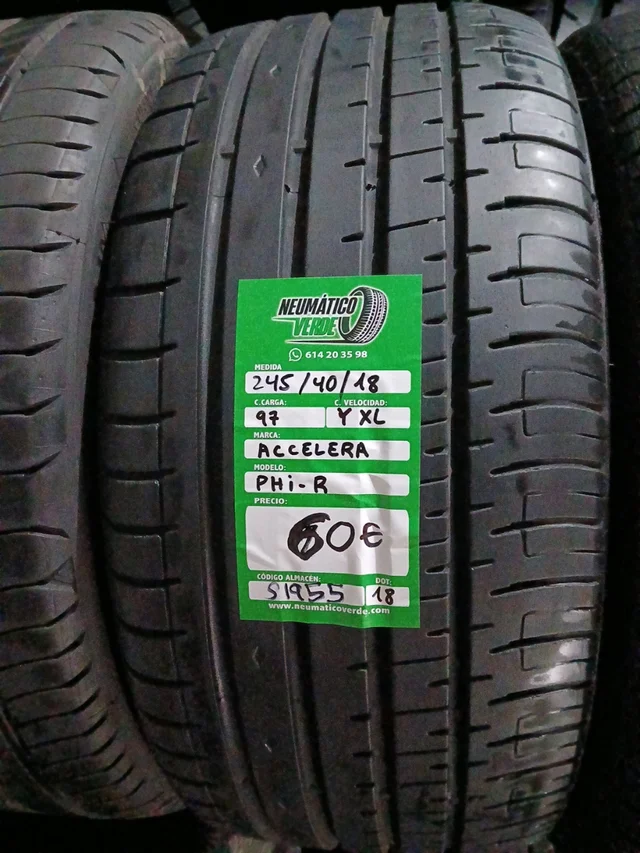 NEUMÁTICO
VERDE
614 20 35 98
MEDIDA
245/40/18
C.CARGA: C. VELOCIDAD:
97 Y XL
MARCA:
ACCELERA
MODELO:
PHi-R
PRECIO:
60€
CÓDIGO ALMACÉN: DOT:
S1955 18
www.neumaticoverde.com